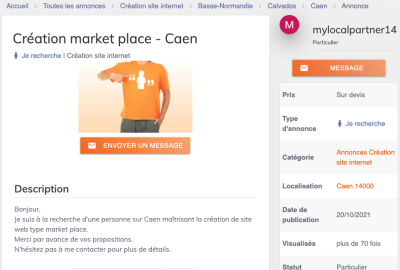 Accueil › Toutes les annonces › Création site internet › Basse-Normandie › Calvados › Caen › Annonce
Création market place - Caen
Je recherche | Création site internet
ENVOYER UN MESSAGE
Description
Bonjour,
Je suis à la recherche d'une personne sur Caen maîtrisant la création de site
web type market place.
Merci par avance de vos propositions.
N'hésitez pas à me contacter pour plus de détails.
M
mylocalpartner14
Particulier
MESSAGE
Prix Sur devis
Type d'annonce Je recherche
Catégorie Annonces Création site internet
Localisation Caen 14000
Date de publication 20/10/2021
Visualisés plus de 70 fois
Statut Particulier